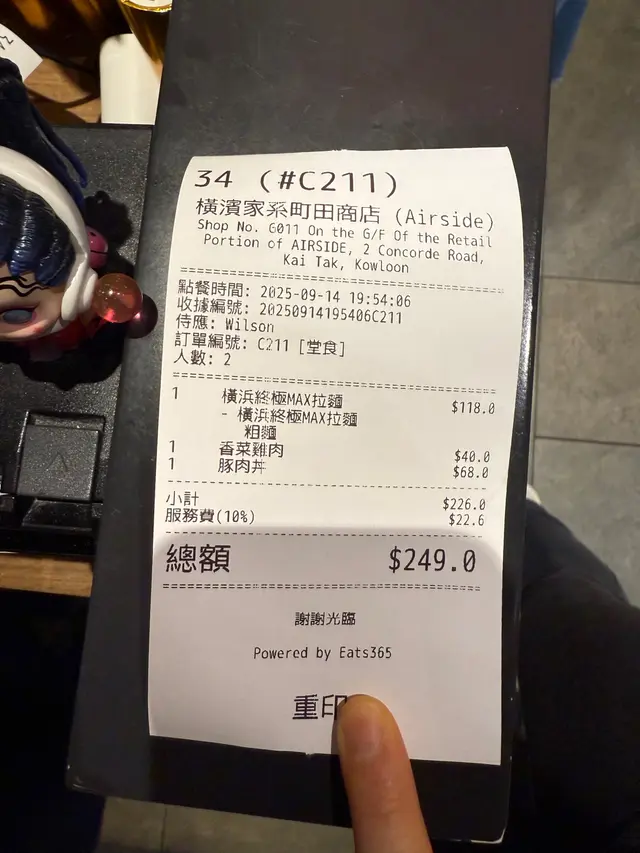 34 (#C211)
橫濱家系町田商店 (Airside)
Shop No. G011 On the G/F Of the Retail
Portion of AIRSIDE, 2 Concorde Road,
Kai Tak, Kowloon
點餐時間: 2025-09-14 19:54:06
收據編號: 20250914195406C211
侍應: Wilson
訂單編號: C211 [堂食]
人數: 2
1 橫浜終極MAX拉麵 $118.0
- 橫浜終極MAX拉麵
粗麵
1 香菜雞肉 $40.0
1 豚肉丼 $68.0
小計 $226.0
服務費(10%) $22.6
總額 $249.0
謝謝光臨
Powered by Eats365
重印